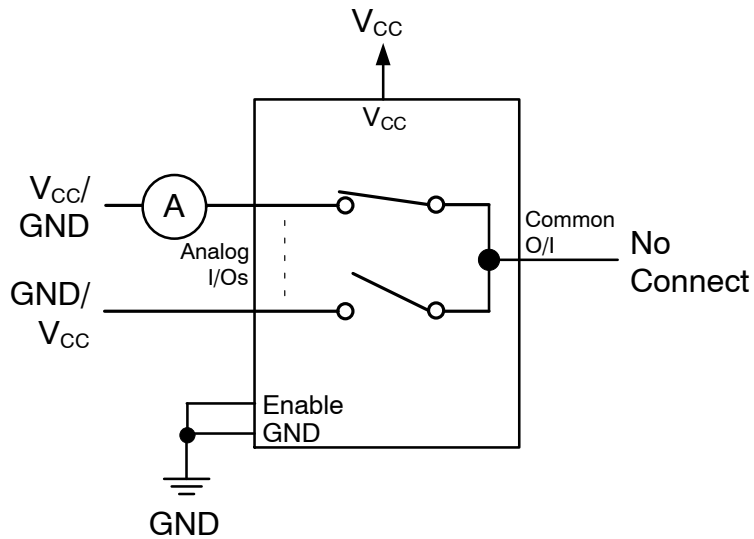 V_CC
V_CC
V_CC/
GND
A
Analog
I/Os
Common
O/I
No
Connect
GND/
V_CC
Enable
GND
GND